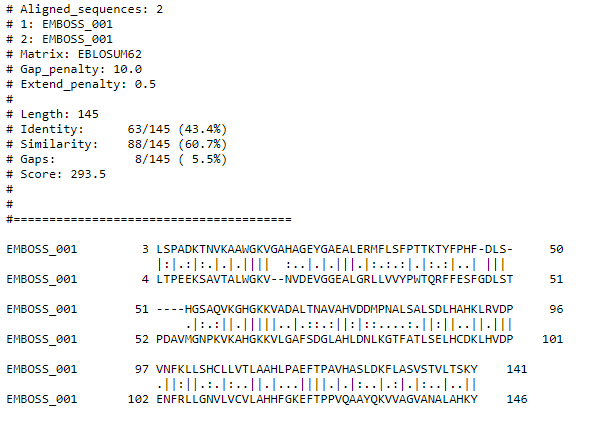 # Aligned_sequences: 2
# 1: EMBOSS_001
# 2: EMBOSS_001
# Matrix: EBLOSUM62
# Gap_penalty: 10.0
# Extend_penalty: 0.5
#
# Length: 145
# Identity:      63/145 (43.4%)
# Similarity:    88/145 (60.7%)
# Gaps:           8/145 ( 5.5%)
# Score: 293.5
#
#
#=======================================
EMBOSS_001         3 LSPADKTNVKAAWGKVGAHAGEYGAEALERMFLSFPTTKTYFPHF-DLS-     50
                     |:|.:|:.|.|.||||  :..|.|.|||.|:.:.:|.|:.:|..| |||
EMBOSS_001         4 LTPEEKSAVTALWGKV--NVDEVGGEALGRLLVVYPWTQRFFESFGDLST     51
EMBOSS_001        51 ----HGSAQVKGHGKKVADALTNAVAHVDDMPNALSALSDLHAHKLRVDP     96
                         .|:.:||.|||||..|.::.:.||:::....:.||:||..||.|||
EMBOSS_001        52 PDAVMGNPKVKAHGKKVLGAFSDGLAHLDNLKGTFATLSELHCDKLHVDP    101
EMBOSS_001        97 VNFKLLSHCLLVTLAAHLPAEFTPAVHASLDKFLASVSTVLTSKY    141
                     .||:||.:.|:..||.|...||||.|.|:..|.:|.|:..|:.||
EMBOSS_001       102 ENFRLLGNVLVCVLAHHFGKEFTPPVQAAYQKVVAGVANALAHKY    146